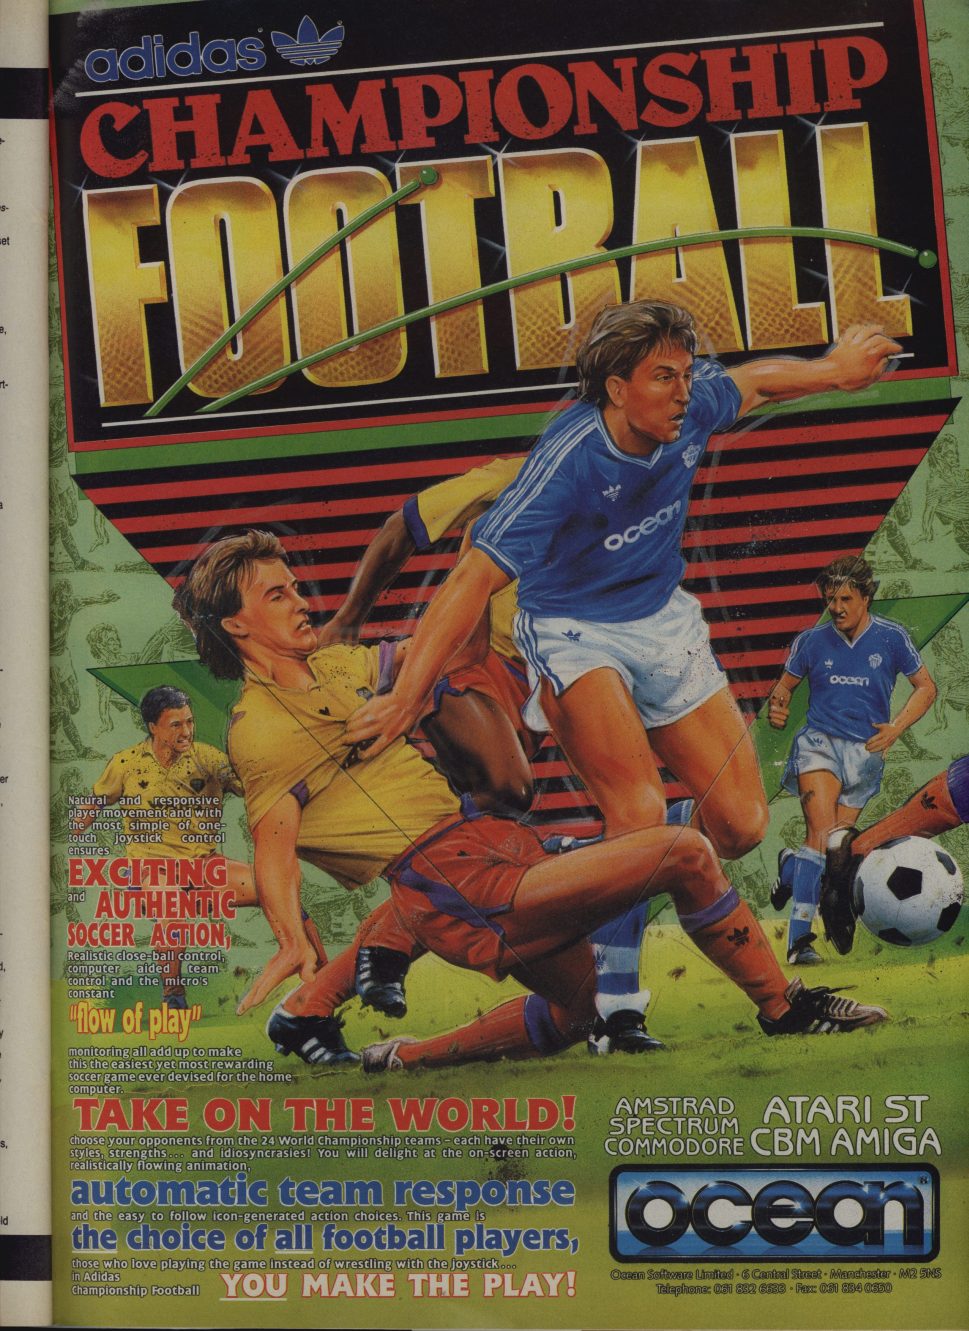 adidas
CHAMPIONSHIP
FOOTBALL
ocean
ocean
Natural and responsive
player movement and with
the most simple of one-
touch joystick control
ensures
EXCITING
and AUTHENTIC
SOCCER ACTION,
Realistic close-ball control,
computer aided team
control and the micro's
constant
"flow of play"
monitoring all add up to make
this the easiest yet most rewarding
soccer game ever devised for the home
computer.
TAKE ON THE WORLD!
choose your opponents from the 24 World Championship teams – each have their own
styles, strengths... and idiosyncrasies! You will delight at the on-screen action,
realistically flowing animation,
automatic team response
and the easy to follow icon-generated action choices. This game is
the choice of all football players,
those who love playing the game instead of wrestling with the joystick....
in Adidas
Championship Football YOU MAKE THE PLAY!
AMSTRAD
SPECTRUM
COMMODORE
ATARI ST
CBM AMIGA
ocean
Ocean Software Limited · 6 Central Street · Manchester · M2 5NS
Telephone: 061 832 6633 · Fax: 061 834 0650